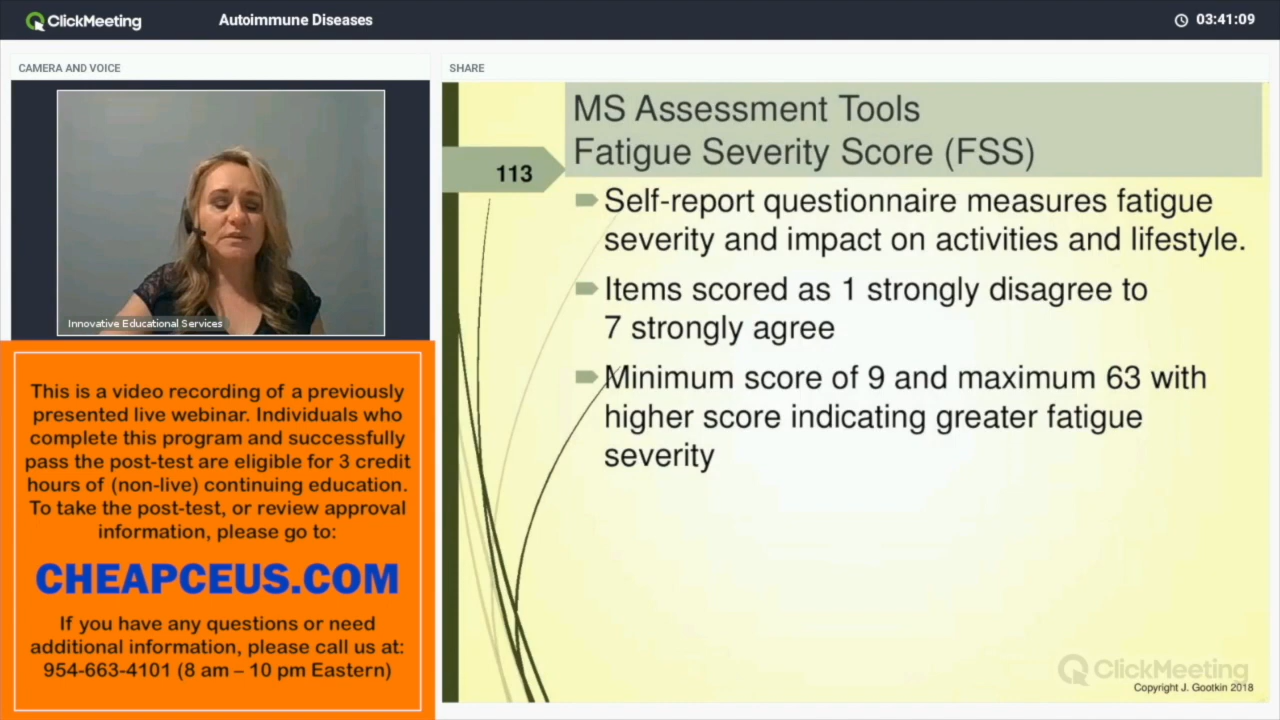 ClickMeeting
Autoimmune Diseases
03:41:09
CAMERA AND VOICE
Innovative Educational Services
This is a video recording of a previously
presented live webinar. Individuals who
complete this program and successfully
pass the post-test are eligible for 3 credit
hours of (non-live) continuing education.
To take the post-test, or review approval
information, please go to:
CHEAPCEUS.COM
If you have any questions or need
additional information, please call us at:
954-663-4101 (8 am – 10 pm Eastern)
SHARE
MS Assessment Tools
Fatigue Severity Score (FSS)
113
Self-report questionnaire measures fatigue
severity and impact on activities and lifestyle.
Items scored as 1 strongly disagree to
7 strongly agree
Minimum score of 9 and maximum 63 with
higher score indicating greater fatigue
severity
ClickMeeting
Copyright J. Gootkin 2018